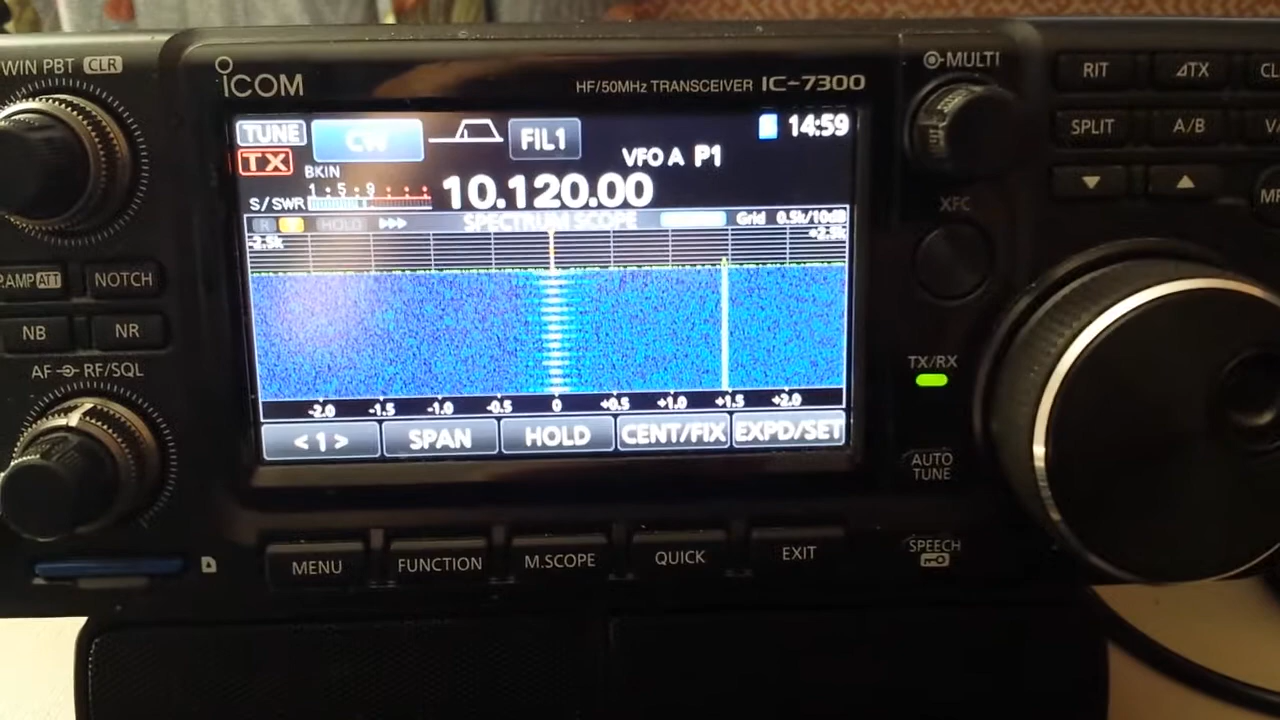 WIN PBT CLR
ICOM
HF/50MHz TRANSCEIVER IC-7300
MULTI
RIT
⊿TX
TUNE
CW
FIL1
14:59
TX
BKIN
VFO A P1
SPLIT
A/B
1 • 5 • 9
S/SWR
10.120.00
HOLD
SPECTRUM SCOPE
Grid 0.5k/10dB
-2.5k
+2.5k
XFC
P.AMP ATT
NOTCH
NB
NR
AF RF/SQL
TX/RX
-2.0 -1.5 -1.0 -0.5 0 +0.5 +1.0 +1.5 +2.0
<1>
SPAN
HOLD
CENT/FIX
EXPD/SET
AUTO
TUNE
MENU
FUNCTION
M.SCOPE
QUICK
EXIT
SPEECH